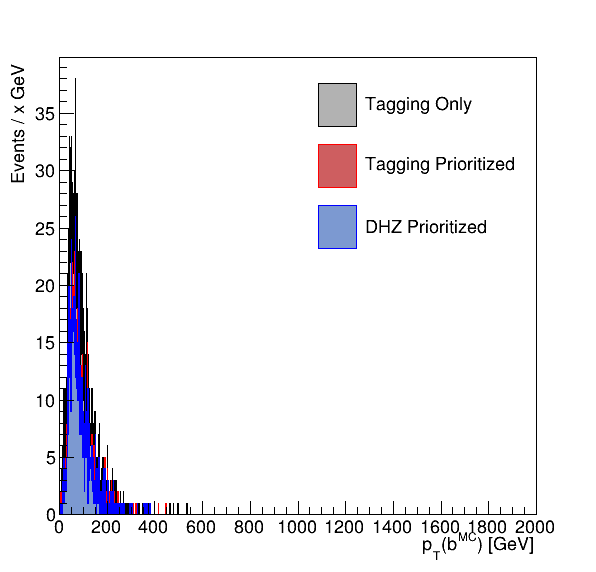 Events / x GeV
35
30
25
20
15
10
5
0
Tagging Only
Tagging Prioritized
DHZ Prioritized
0 200 400 600 800 1000 1200 1400 1600 1800 2000
p_T(b^MC) [GeV]